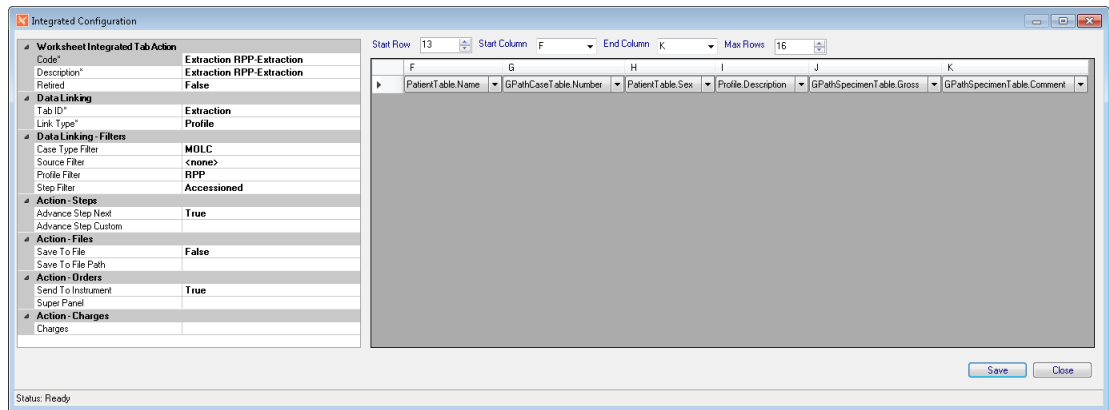 Integrated Configuration
Worksheet Integrated Tab Action
Code* Extraction RPP-Extraction
Description* Extraction RPP-Extraction
Retired False
Data Linking
Tab ID* Extraction
Link Type* Profile
Data Linking - Filters
Case Type Filter MOLC
Source Filter <none>
Profile Filter RPP
Step Filter Accessioned
Action - Steps
Advance Step Next True
Advance Step Custom
Action - Files
Save To File False
Save To File Path
Action - Orders
Send To Instrument True
Super Panel
Action - Charges
Charges
Start Row 13 Start Column F End Column K Max Rows 16
F G H I J K
PatientTable.Name GPathCaseTable.Number PatientTable.Sex Profile.Description GPathSpecimenTable.Gross GPathSpecimenTable.Comment
Save Close
Status: Ready